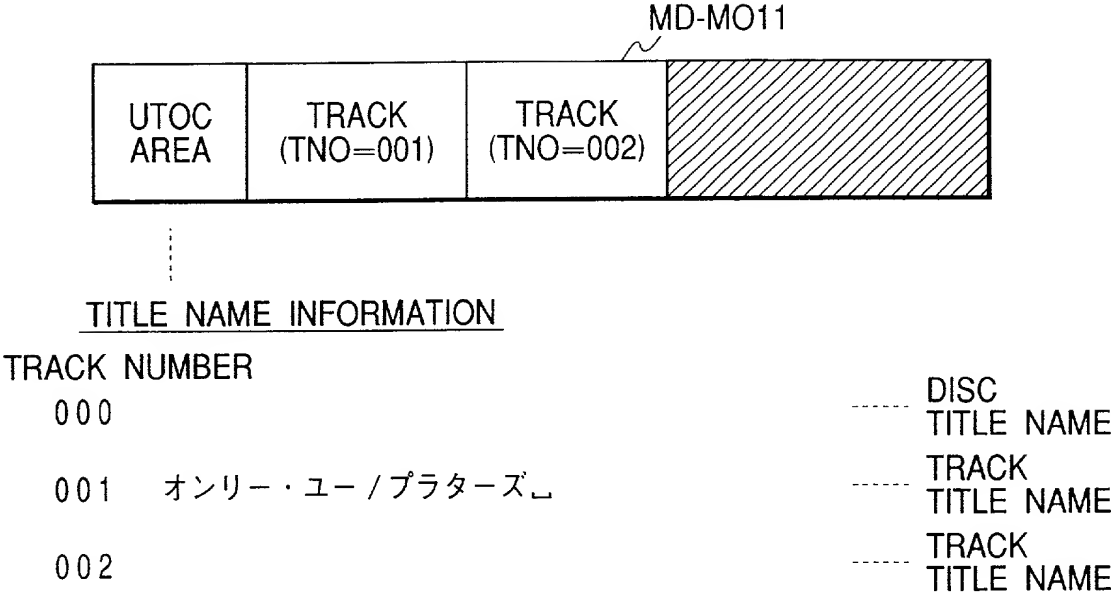 MD-MO11
UTOC
AREA
TRACK
(TNO=001)
TRACK
(TNO=002)
TITLE NAME INFORMATION
TRACK NUMBER
000
DISC
TITLE NAME
001 オンリー・ユー/プラターズ␣
TRACK
TITLE NAME
002
TRACK
TITLE NAME